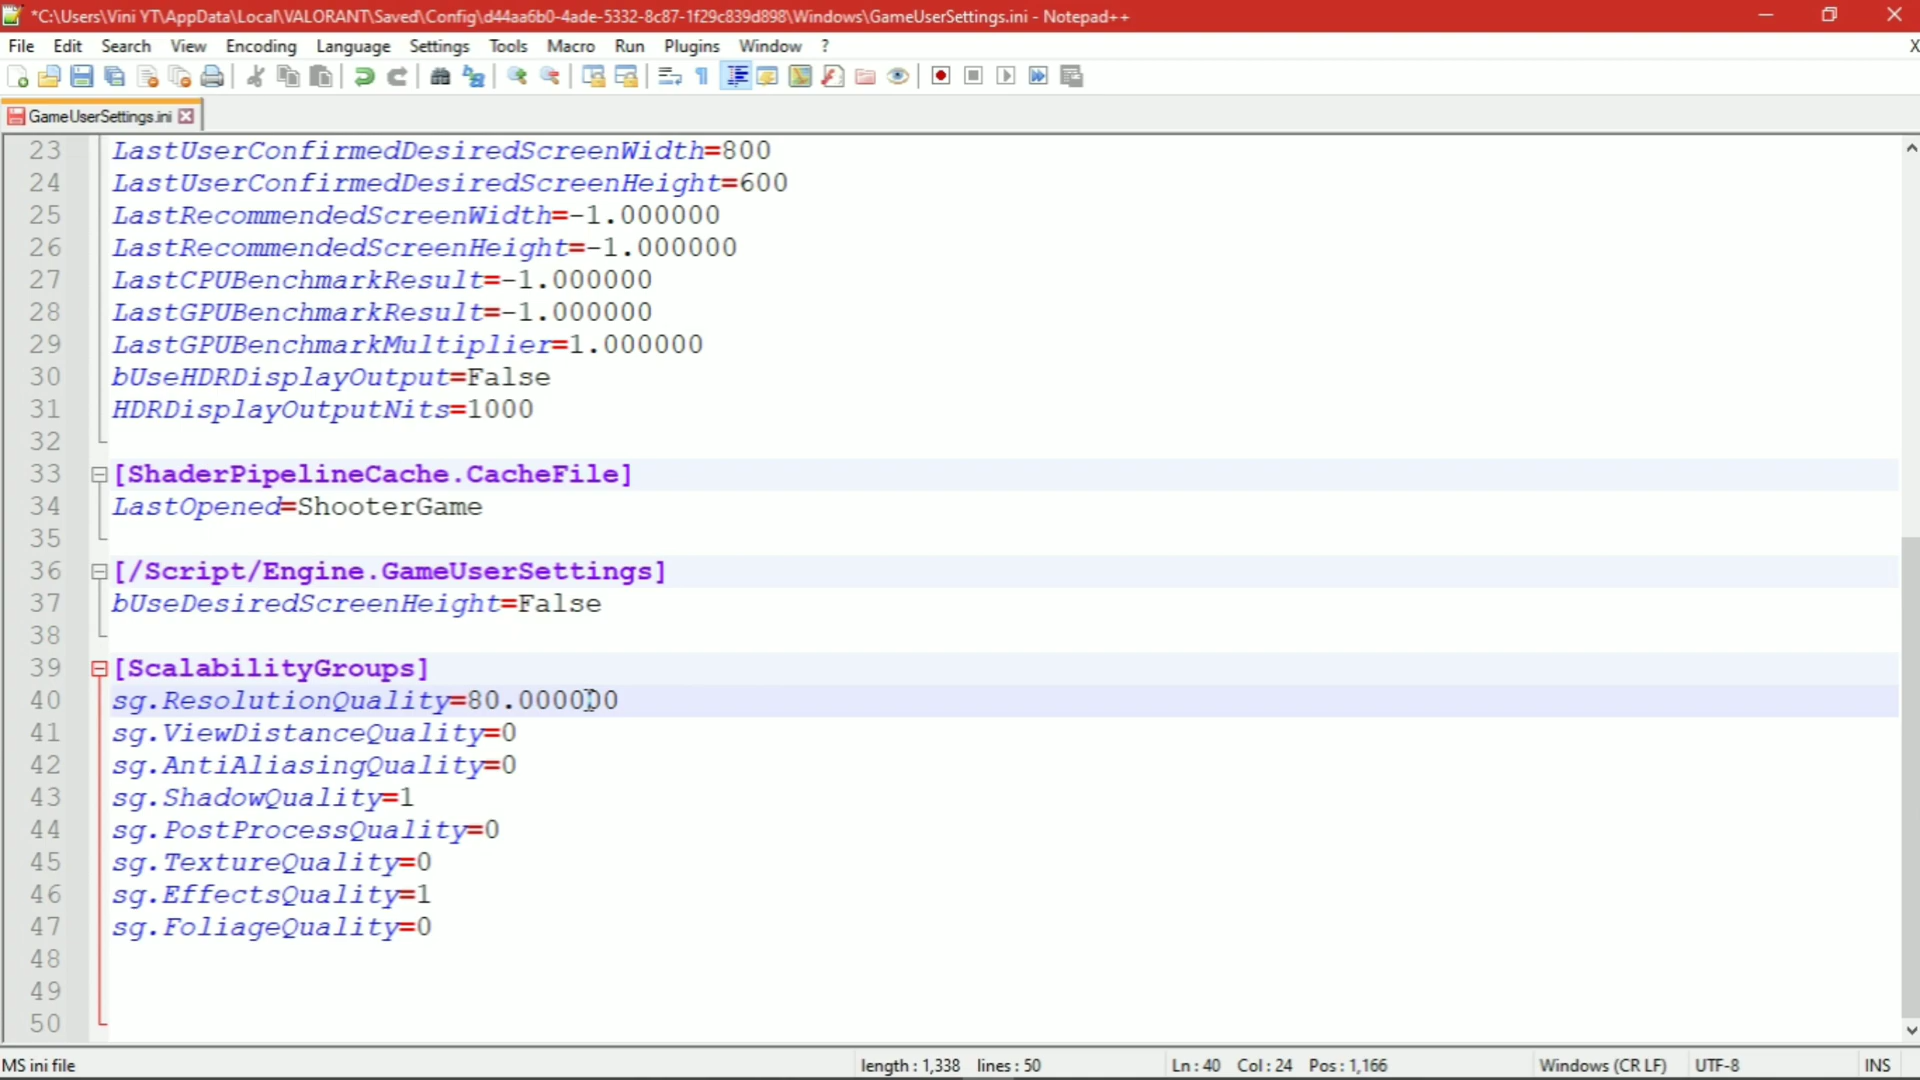 *C:\Users\Vini YT\AppData\Local\VALORANT\Saved\Config\d44aa6b0-4ade-5332-8c87-1f29c839d898\Windows\GameUserSettings.ini - Notepad++
File Edit Search View Encoding Language Settings Tools Macro Run Plugins Window ? X
GameUserSettings.ini
23 LastUserConfirmedDesiredScreenWidth=800
24 LastUserConfirmedDesiredScreenHeight=600
25 LastRecommendedScreenWidth=-1.000000
26 LastRecommendedScreenHeight=-1.000000
27 LastCPUBenchmarkResult=-1.000000
28 LastGPUBenchmarkResult=-1.000000
29 LastGPUBenchmarkMultiplier=1.000000
30 bUseHDRDisplayOutput=False
31 HDRDisplayOutputNits=1000
32
33 [ShaderPipelineCache.CacheFile]
34 LastOpened=ShooterGame
35
36 [/Script/Engine.GameUserSettings]
37 bUseDesiredScreenHeight=False
38
39 [ScalabilityGroups]
40 sg.ResolutionQuality=80.000000
41 sg.ViewDistanceQuality=0
42 sg.AntiAliasingQuality=0
43 sg.ShadowQuality=1
44 sg.PostProcessQuality=0
45 sg.TextureQuality=0
46 sg.EffectsQuality=1
47 sg.FoliageQuality=0
48
49
50
MS ini file length : 1,338 lines : 50 Ln : 40 Col : 24 Pos : 1,166 Windows (CR LF) UTF-8 INS